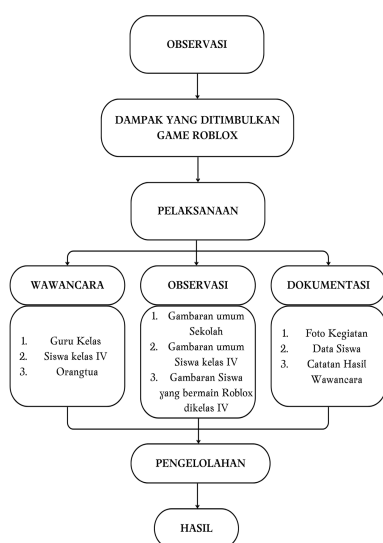 OBSERVASI
DAMPAK YANG DITIMBULKAN
GAME ROBLOX
PELAKSANAAN
WAWANCARA
1. Guru Kelas
2. Siswa kelas IV
3. Orangtua
OBSERVASI
1. Gambaran umum
Sekolah
2. Gambaran umum
Siswa kelas IV
3. Gambaran Siswa
yang bermain Roblox
dikelas IV
DOKUMENTASI
1. Foto Kegiatan
2. Data Siswa
3. Catatan Hasil
Wawancara
PENGELOLAHAN
HASIL